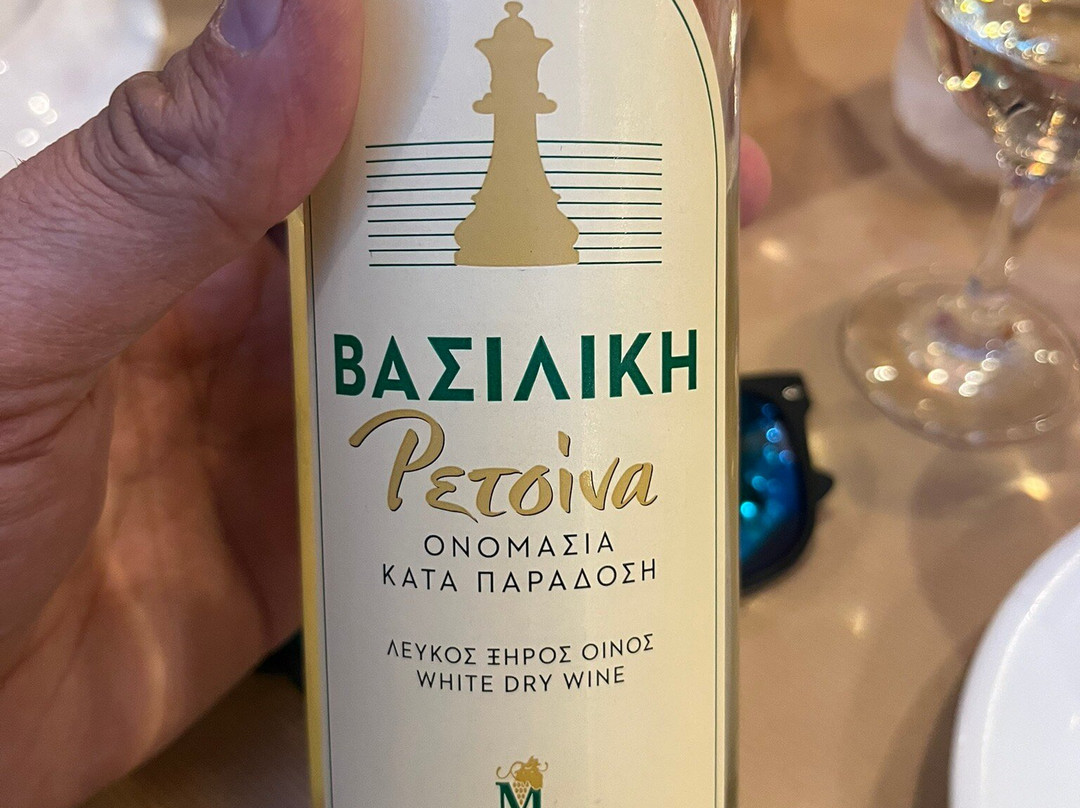 ΒΑΣΙΛΙΚΗ
Ρετσίνα
ΟΝΟΜΑΣΙΑ
ΚΑΤΑ ΠΑΡΑΔΟΣΗ
ΛΕΥΚΟΣ ΞΗΡΟΣ ΟΙΝΟΣ
WHITE DRY WINE
M